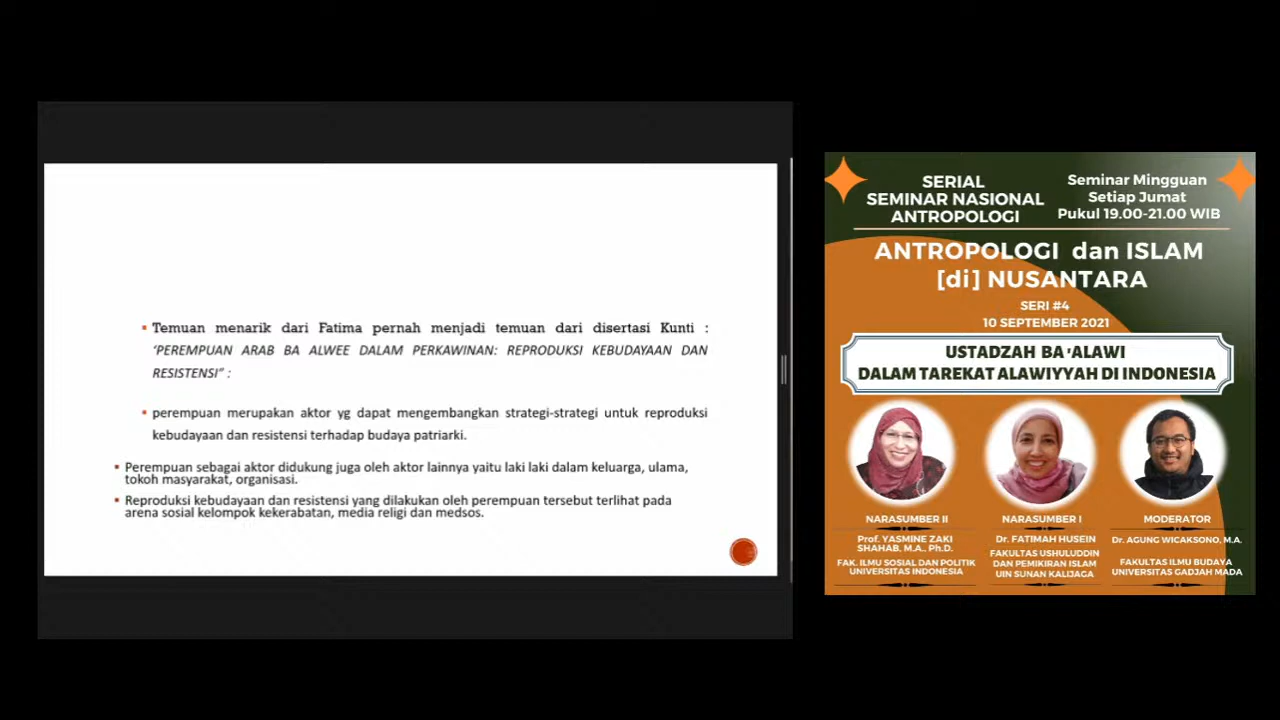 Temuan menarik dari Fatima pernah menjadi temuan dari disertasi Kunti :
‘PEREMPUAN ARAB BA ALWEE DALAM PERKAWINAN: REPRODUKSI KEBUDAYAAN DAN
RESISTENSI” :
perempuan merupakan aktor yg dapat mengembangkan strategi-strategi untuk reproduksi
kebudayaan dan resistensi terhadap budaya patriarki.
Perempuan sebagai aktor didukung juga oleh aktor lainnya yaitu laki laki dalam keluarga, ulama,
tokoh masyarakat, organisasi.
Reproduksi kebudayaan dan resistensi yang dilakukan oleh perempuan tersebut terlihat pada
arena sosial kelompok kekerabatan, media religi dan medsos.
SERIAL
SEMINAR NASIONAL
ANTROPOLOGI
Seminar Mingguan
Setiap Jumat
Pukul 19.00-21.00 WIB
ANTROPOLOGI dan ISLAM
[di] NUSANTARA
SERI #4
10 SEPTEMBER 2021
USTADZAH BA 'ALAWI
DALAM TAREKAT ALAWIYYAH DI INDONESIA
NARASUMBER II
Prof. YASMINE ZAKI
SHAHAB, M.A., Ph.D.
FAK. ILMU SOSIAL DAN POLITIK
UNIVERSITAS INDONESIA
NARASUMBER I
Dr. FATIMAH HUSEIN
FAKULTAS USHULUDDIN
DAN PEMIKIRAN ISLAM
UIN SUNAN KALIJAGA
MODERATOR
Dr. AGUNG WICAKSONO, M.A.
FAKULTAS ILMU BUDAYA
UNIVERSITAS GADJAH MADA